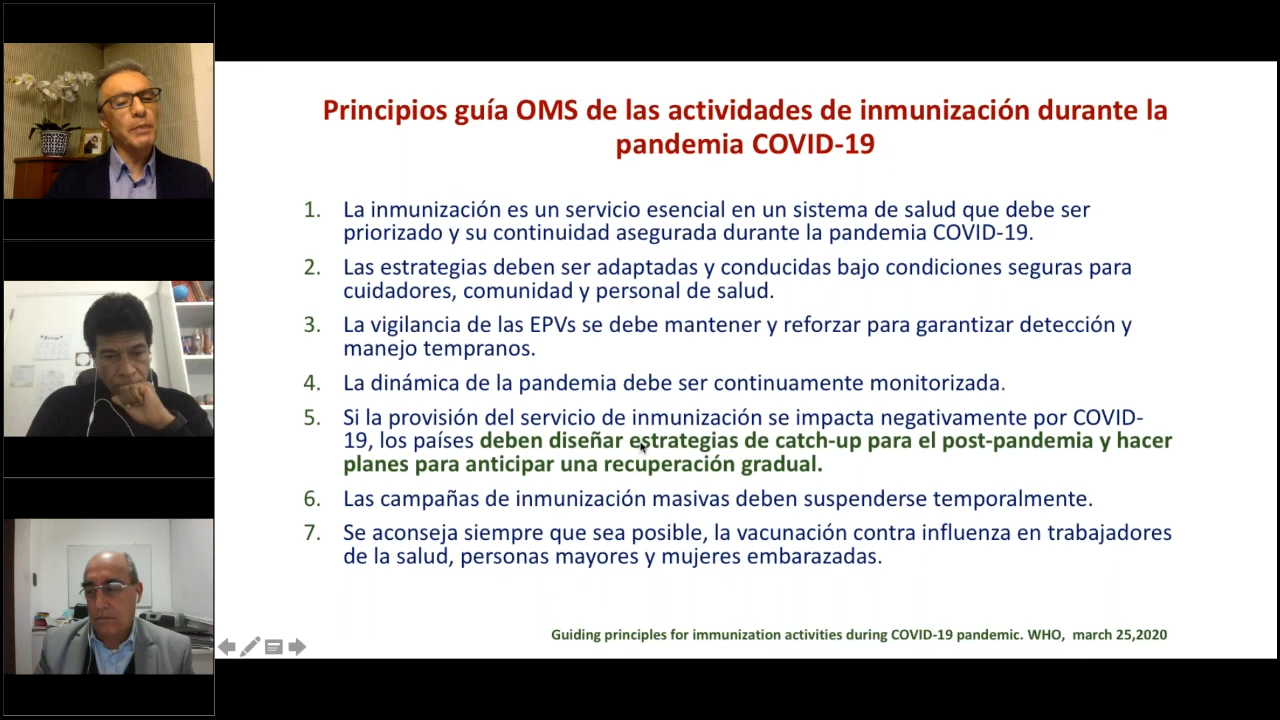 Principios guía OMS de las actividades de inmunización durante la
pandemia COVID-19
1. La inmunización es un servicio esencial en un sistema de salud que debe ser
priorizado y su continuidad asegurada durante la pandemia COVID-19.
2. Las estrategias deben ser adaptadas y conducidas bajo condiciones seguras para
cuidadores, comunidad y personal de salud.
3. La vigilancia de las EPVs se debe mantener y reforzar para garantizar detección y
manejo tempranos.
4. La dinámica de la pandemia debe ser continuamente monitorizada.
5. Si la provisión del servicio de inmunización se impacta negativamente por COVID-
19, los países deben diseñar estrategias de catch-up para el post-pandemia y hacer
planes para anticipar una recuperación gradual.
6. Las campañas de inmunización masivas deben suspenderse temporalmente.
7. Se aconseja siempre que sea posible, la vacunación contra influenza en trabajadores
de la salud, personas mayores y mujeres embarazadas.
Guiding principles for immunization activities during COVID-19 pandemic. WHO, march 25,2020